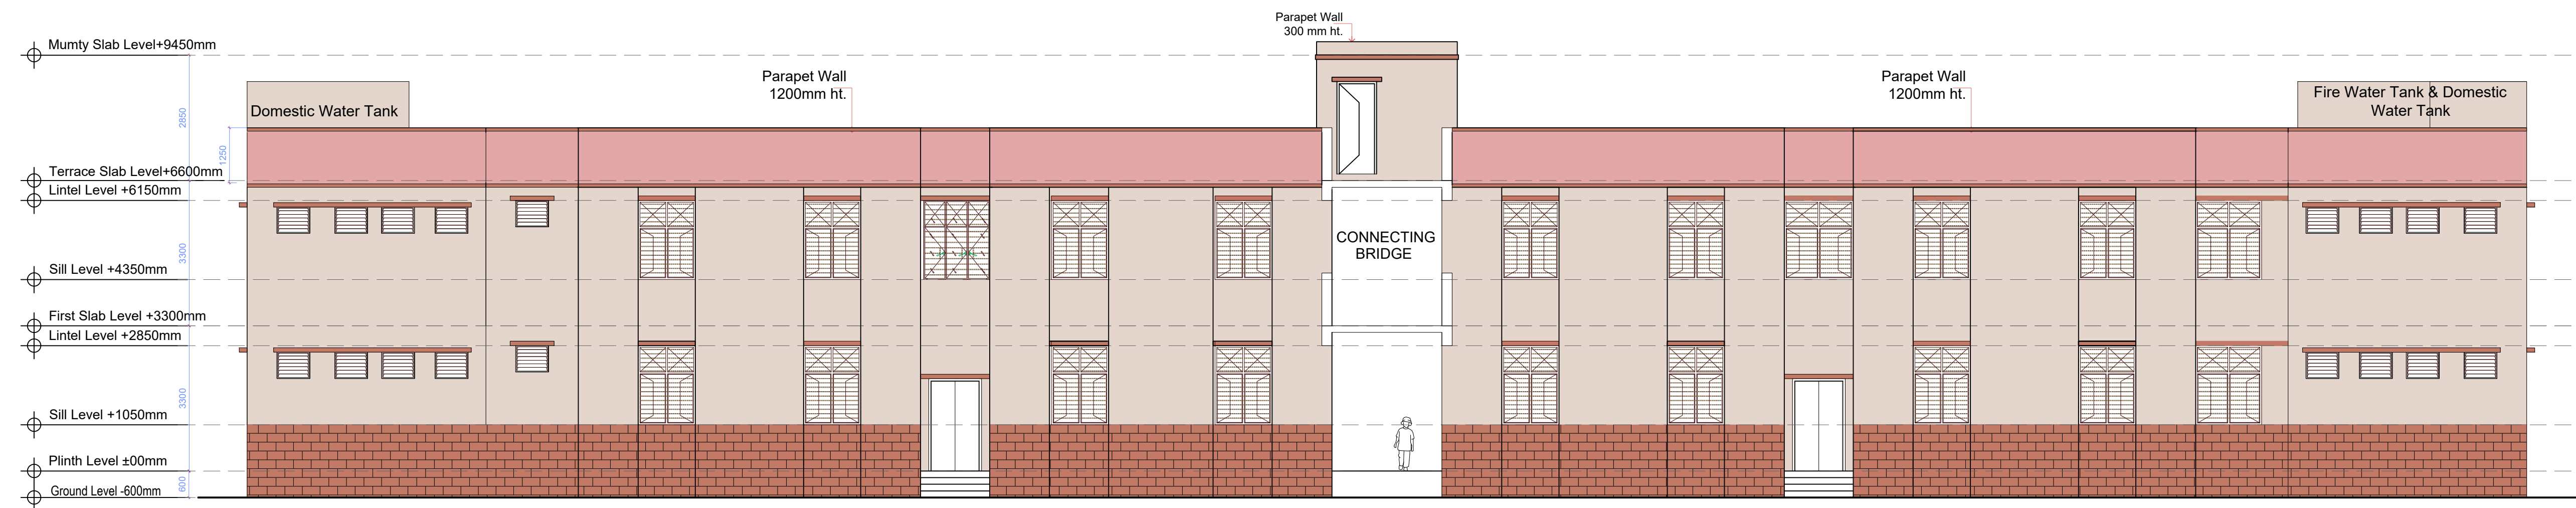 Parapet Wall
300 mm ht.
Mumty Slab Level+9450mm
Parapet Wall
1200mm ht.
Parapet Wall
1200mm ht.
Domestic Water Tank
Fire Water Tank & Domestic
Water Tank
2850
1250
Terrace Slab Level+6600mm
Lintel Level +6150mm
CONNECTING
BRIDGE
3300
Sill Level +4350mm
First Slab Level +3300mm
Lintel Level +2850mm
3300
Sill Level +1050mm
Plinth Level ±00mm
600
Ground Level -600mm